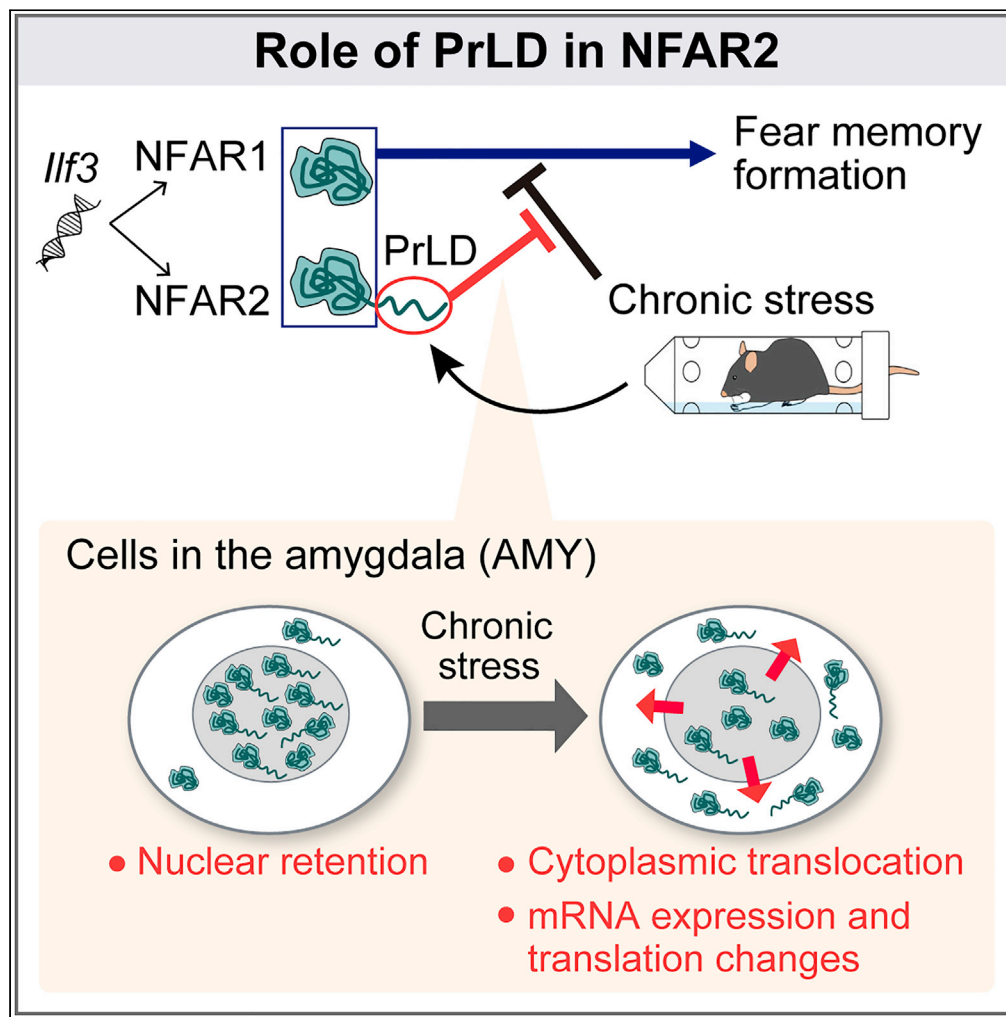 Role of PrLD in NFAR2
Ilf3
NFAR1
NFAR2
PrLD
Fear memory
formation
Chronic stress
Cells in the amygdala (AMY)
Chronic
stress
• Nuclear retention
• Cytoplasmic translocation
• mRNA expression and
translation changes